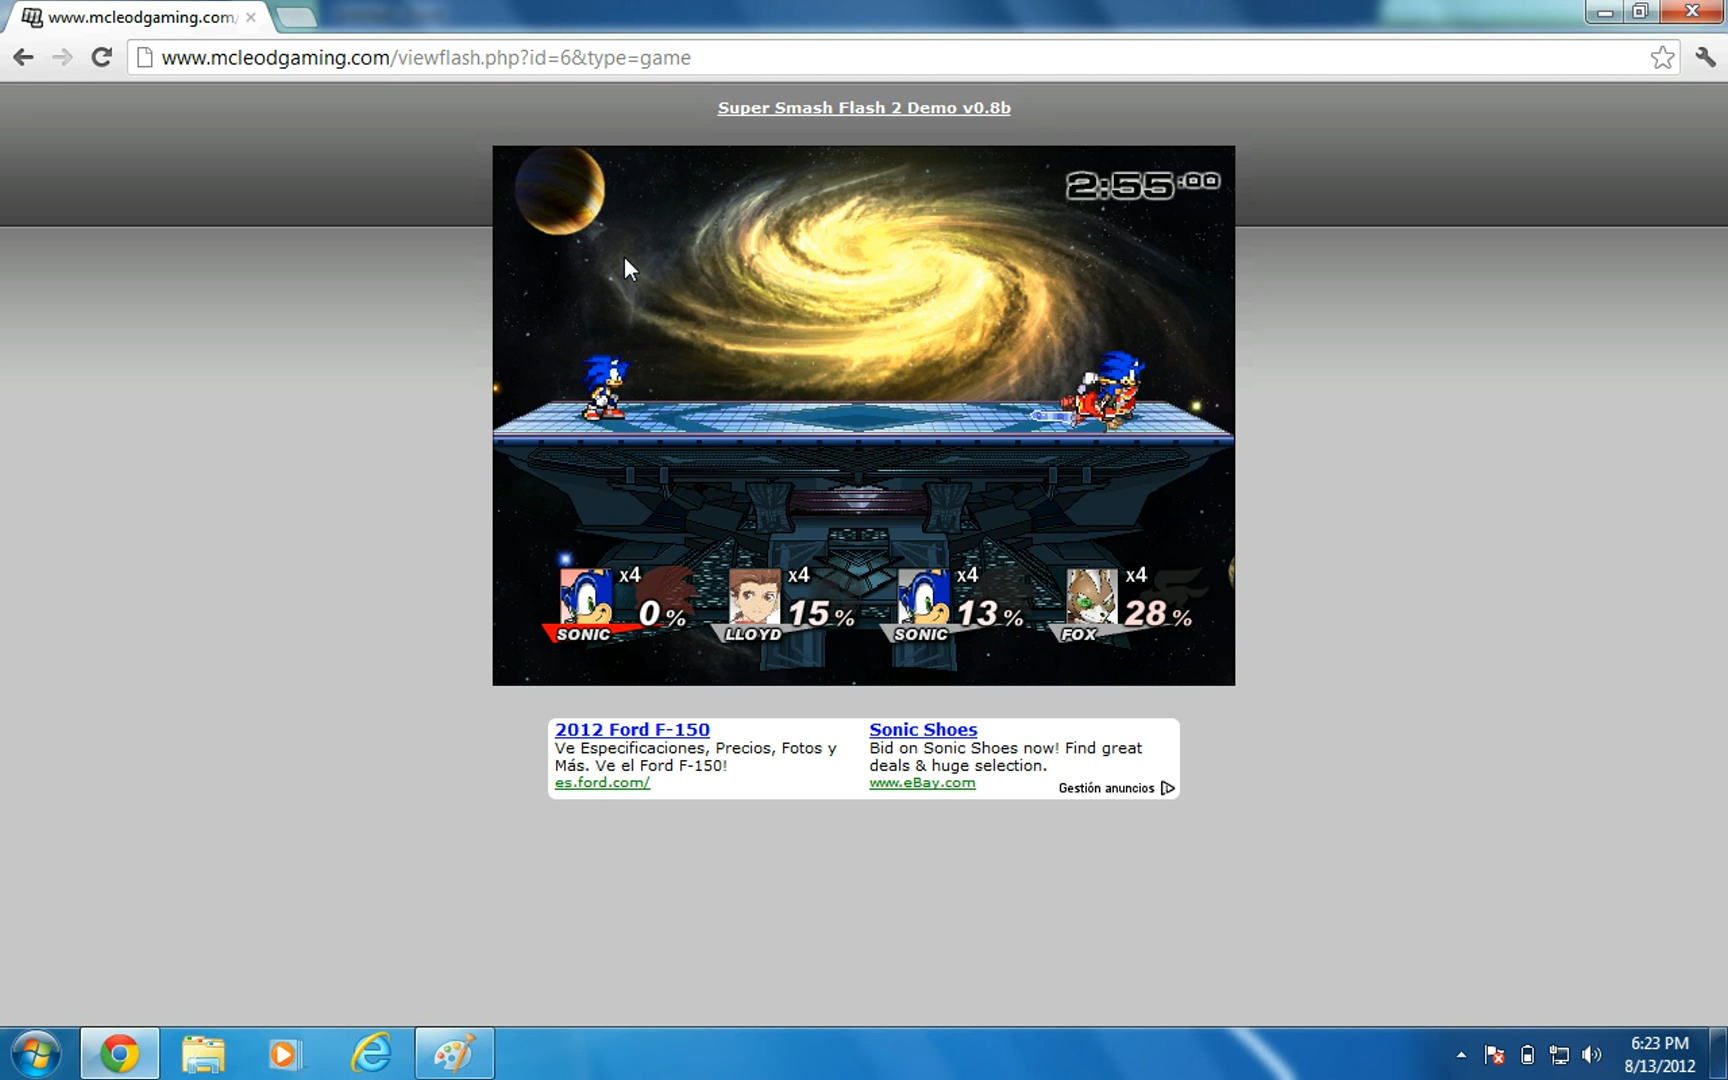 www.mcleodgaming.com/
www.mcleodgaming.com/viewflash.php?id=6&type=game
Super Smash Flash 2 Demo v0.8b
2:55:00
x4 x4 x4 x4
0% 15% 13% 28%
SONIC LLOYD SONIC FOX
2012 Ford F-150
Ve Especificaciones, Precios, Fotos y
Más. Ve el Ford F-150!
es.ford.com/
Sonic Shoes
Bid on Sonic Shoes now! Find great
deals & huge selection.
www.eBay.com
Gestión anuncios
6:23 PM
8/13/2012